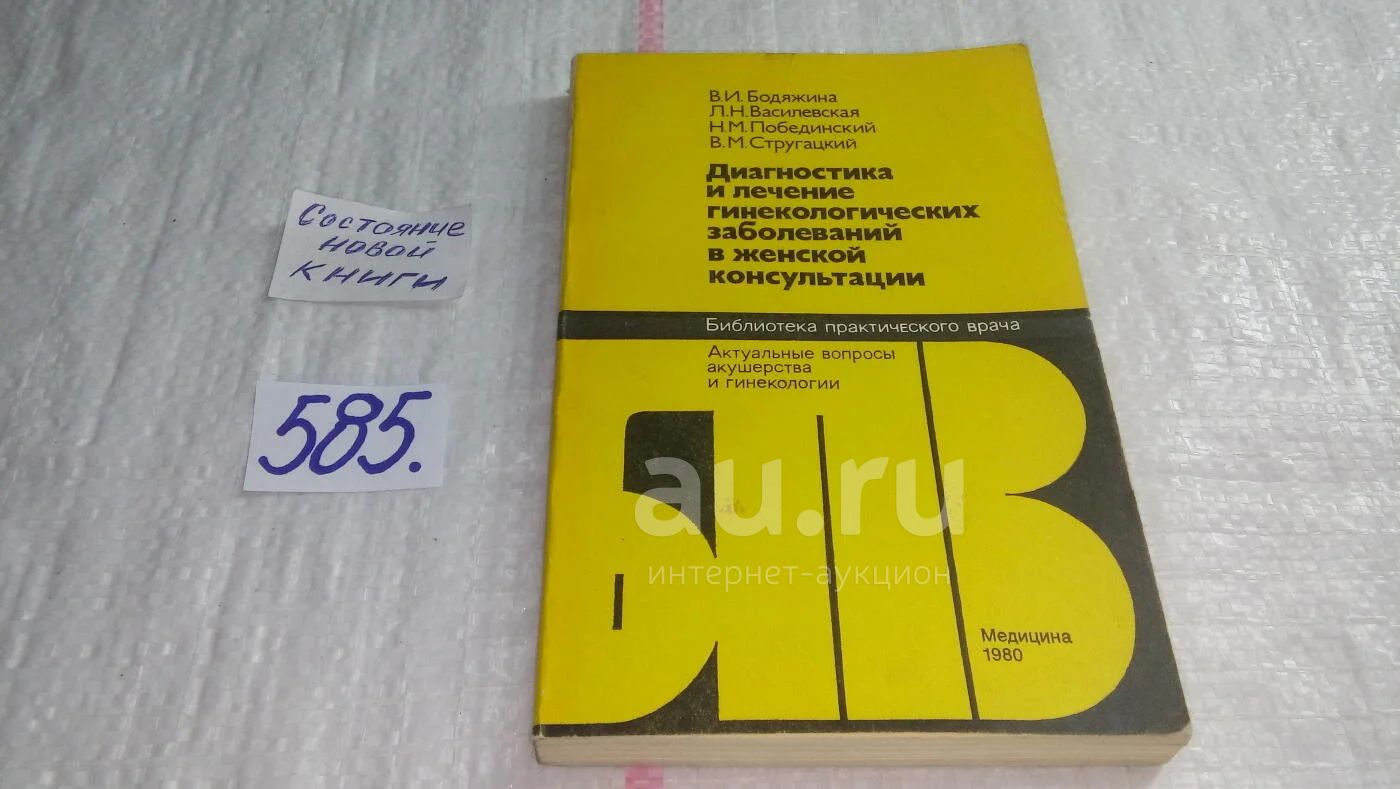 Состояние
новой
книги
585.
В.И. Бодяжина
Л.Н. Василевская
Н.М. Побединский
В.М. Стругацкий
Диагностика
и лечение
гинекологических
заболеваний
в женской
консультации
Библиотека практического врача
Актуальные вопросы
акушерства
и гинекологии
БПВ
au.ru
интернет-аукцион
Медицина
1980